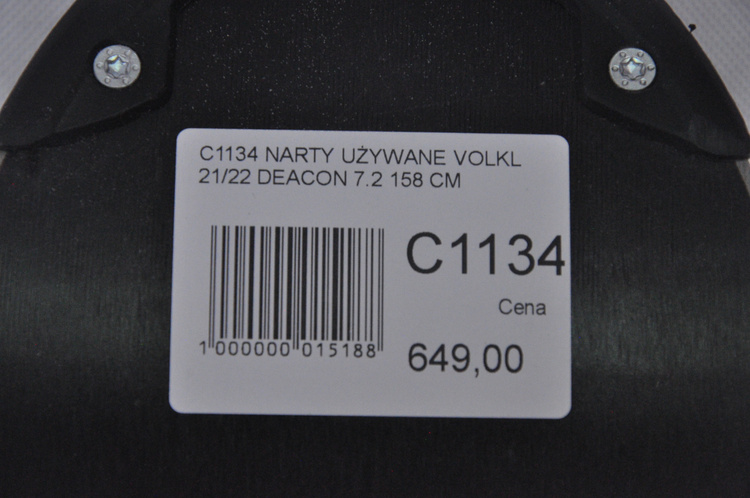 C1134 NARTY UŻYWANE VOLKL
21/22 DEACON 7.2 158 CM
C1134
Cena
649,00
1 000000 015188